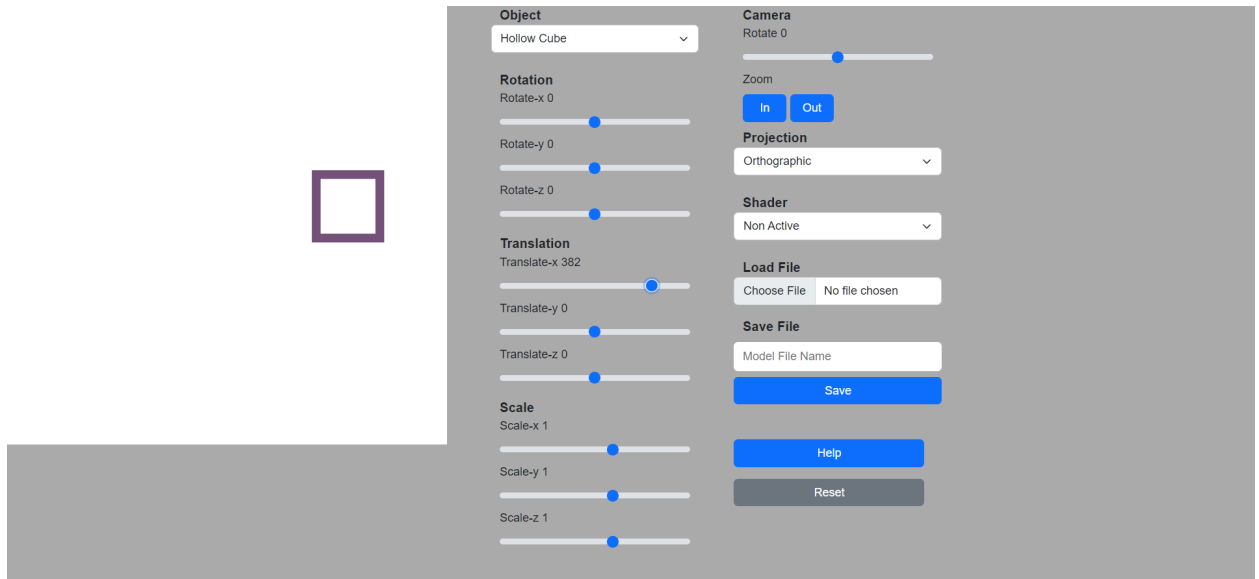 Object
Hollow Cube
Rotation
Rotate-x 0
Rotate-y 0
Rotate-z 0
Translation
Translate-x 382
Translate-y 0
Translate-z 0
Scale
Scale-x 1
Scale-y 1
Scale-z 1
Camera
Rotate 0
Zoom
In Out
Projection
Orthographic
Shader
Non Active
Load File
Choose File No file chosen
Save File
Model File Name
Save
Help
Reset